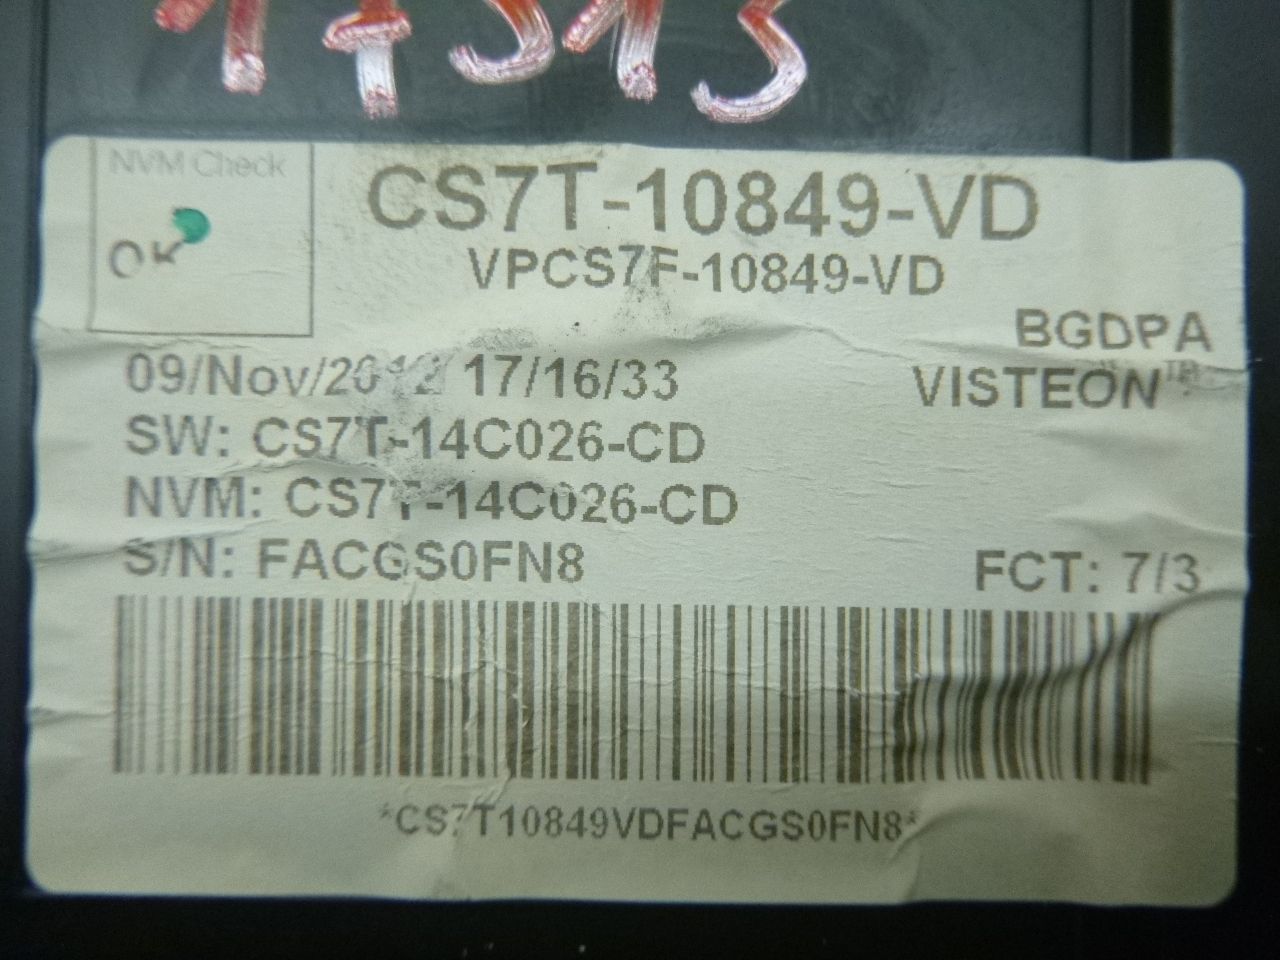 NVM Check
OK
CS7T-10849-VD
VPCS7F-10849-VD
BGDPA
09/Nov/2012 17/16/33
VISTEON
SW: CS7T-14C026-CD
NVM: CS7T-14C026-CD
S/N: FACGS0FN8
FCT: 7/3
*CS7T10849VDFACGS0FN8*